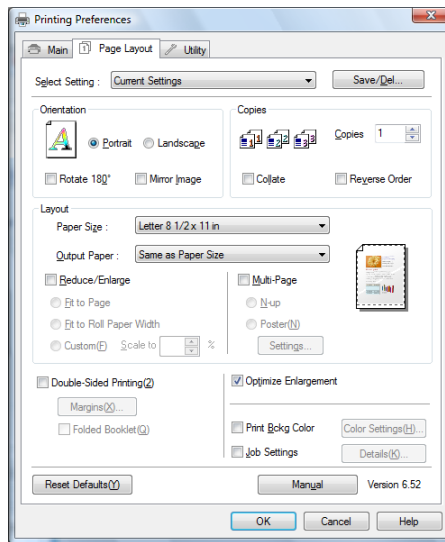 Printing Preferences
Main Page Layout Utility
Select Setting : Current Settings Save/Del...
Orientation Copies
Portrait Landscape Copies 1
Rotate 180° Mirror Image Collate Reverse Order
Layout
Paper Size : Letter 8 1/2 x 11 in
Output Paper : Same as Paper Size
Reduce/Enlarge Multi-Page
Fit to Page N-up
Fit to Roll Paper Width Poster(N)
Custom(F) Scale to % Settings...
Double-Sided Printing(2) Optimize Enlargement
Margins(X)...
Folded Booklet(Q) Print Bckg Color Color Settings(H)...
Job Settings Details(K)...
Reset Defaults(Y) Manual Version 6.52
OK Cancel Help